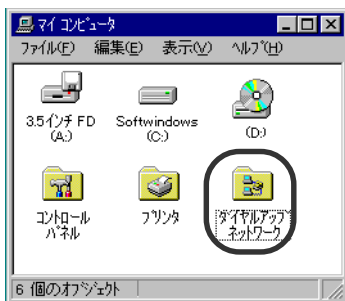 マイ コンピュータ
ファイル(F) 編集(E) 表示(V) ヘルプ(H)
3.5インチ FD
(A:)
Softwindows
(C:)
(D:)
コントロール
パネル
プリンタ
ダイヤルアップ
ネットワーク
6 個のオブジェクト